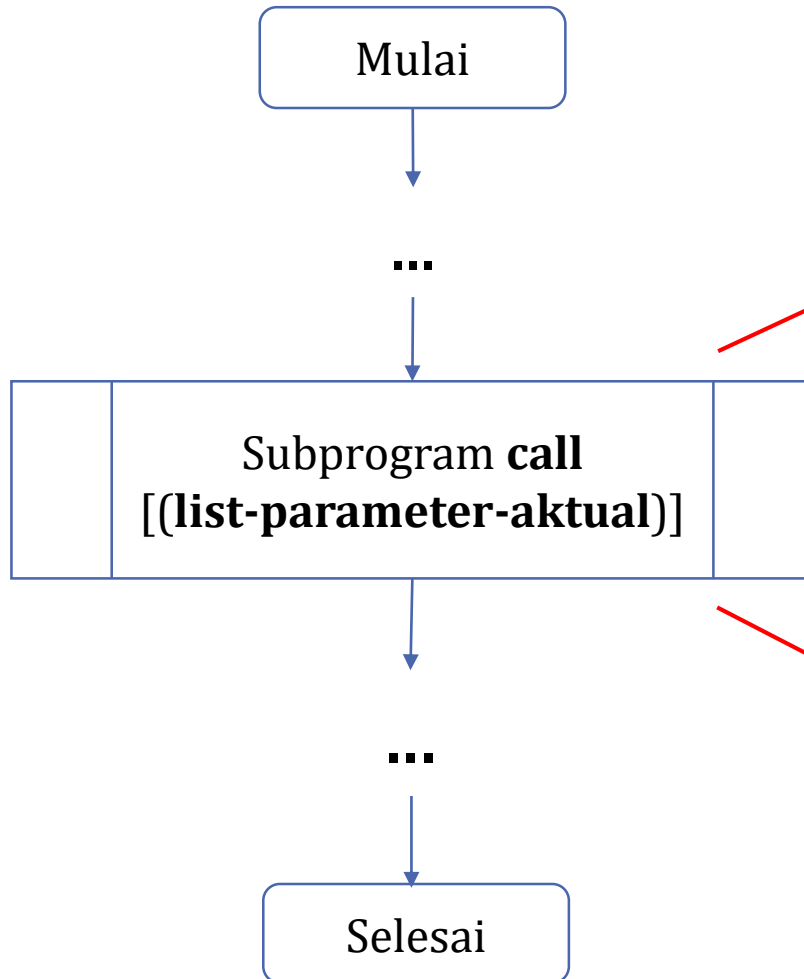 Mulai
...
Subprogram call
[(list-parameter-aktual)]
...
Selesai